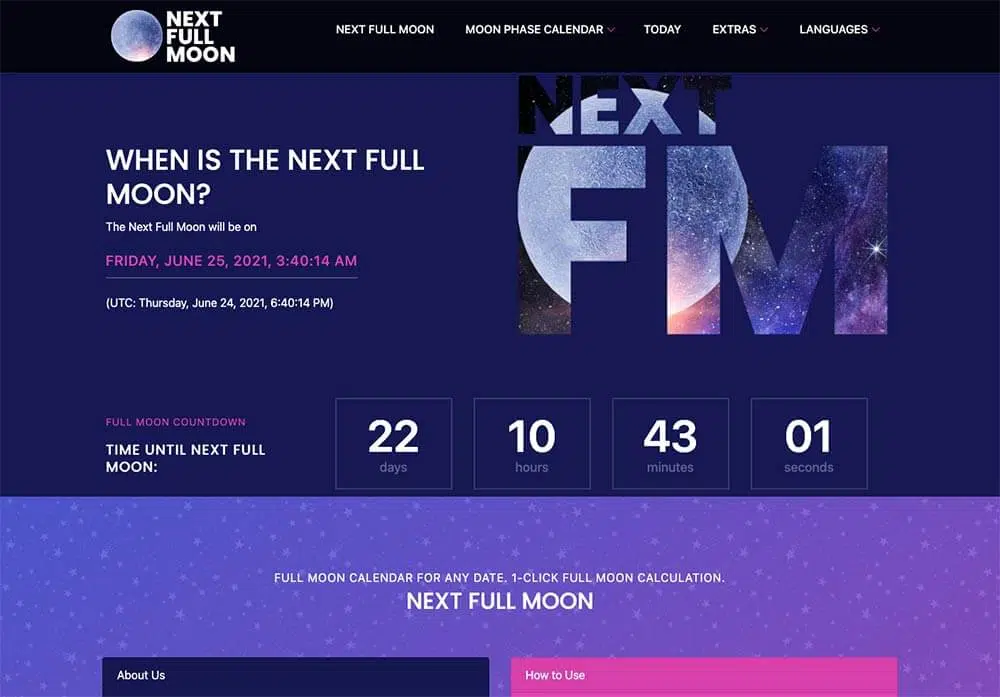 NEXT
FULL
MOON
NEXT FULL MOON
MOON PHASE CALENDAR
TODAY
EXTRAS
LANGUAGES
NEXT
FM
WHEN IS THE NEXT FULL
MOON?
The Next Full Moon will be on
FRIDAY, JUNE 25, 2021, 3:40:14 AM
(UTC: Thursday, June 24, 2021, 6:40:14 PM)
FULL MOON COUNTDOWN
TIME UNTIL NEXT FULL
MOON:
22
days
10
hours
43
minutes
01
seconds
FULL MOON CALENDAR FOR ANY DATE. 1-CLICK FULL MOON CALCULATION.
NEXT FULL MOON
About Us
How to Use